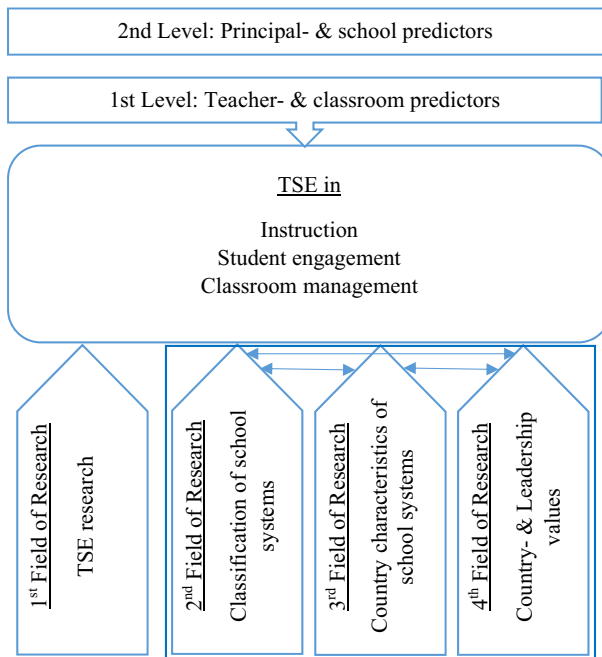 2nd Level: Principal- & school predictors
1st Level: Teacher- & classroom predictors
TSE in
Instruction
Student engagement
Classroom management
1st Field of Research
TSE research
2nd Field of Research
Classification of school
systems
3rd Field of Research
Country characteristics of
school systems
4th Field of Research
Country- & Leadership
values